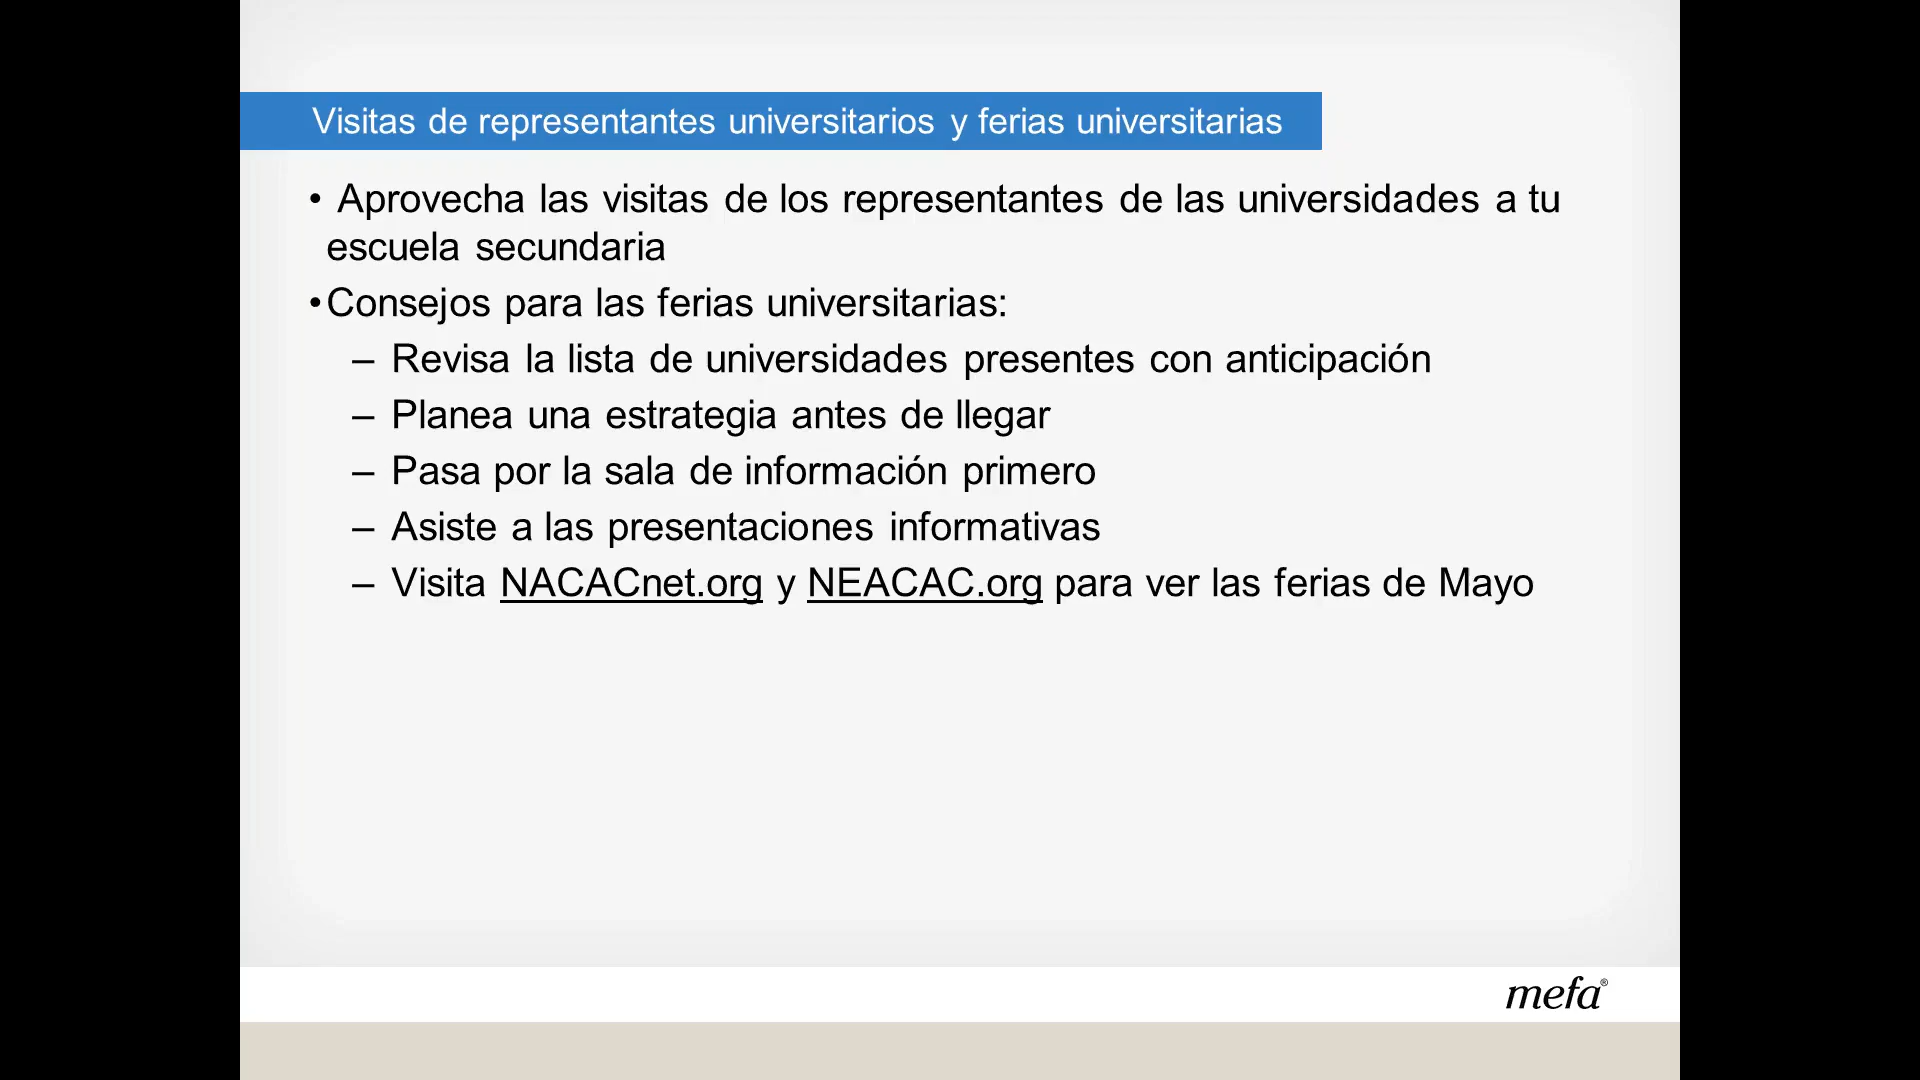 Visitas de representantes universitarios y ferias universitarias
• Aprovecha las visitas de los representantes de las universidades a tu
escuela secundaria
•Consejos para las ferias universitarias:
– Revisa la lista de universidades presentes con anticipación
– Planea una estrategia antes de llegar
– Pasa por la sala de información primero
– Asiste a las presentaciones informativas
– Visita NACACnet.org y NEACAC.org para ver las ferias de Mayo
mefa®